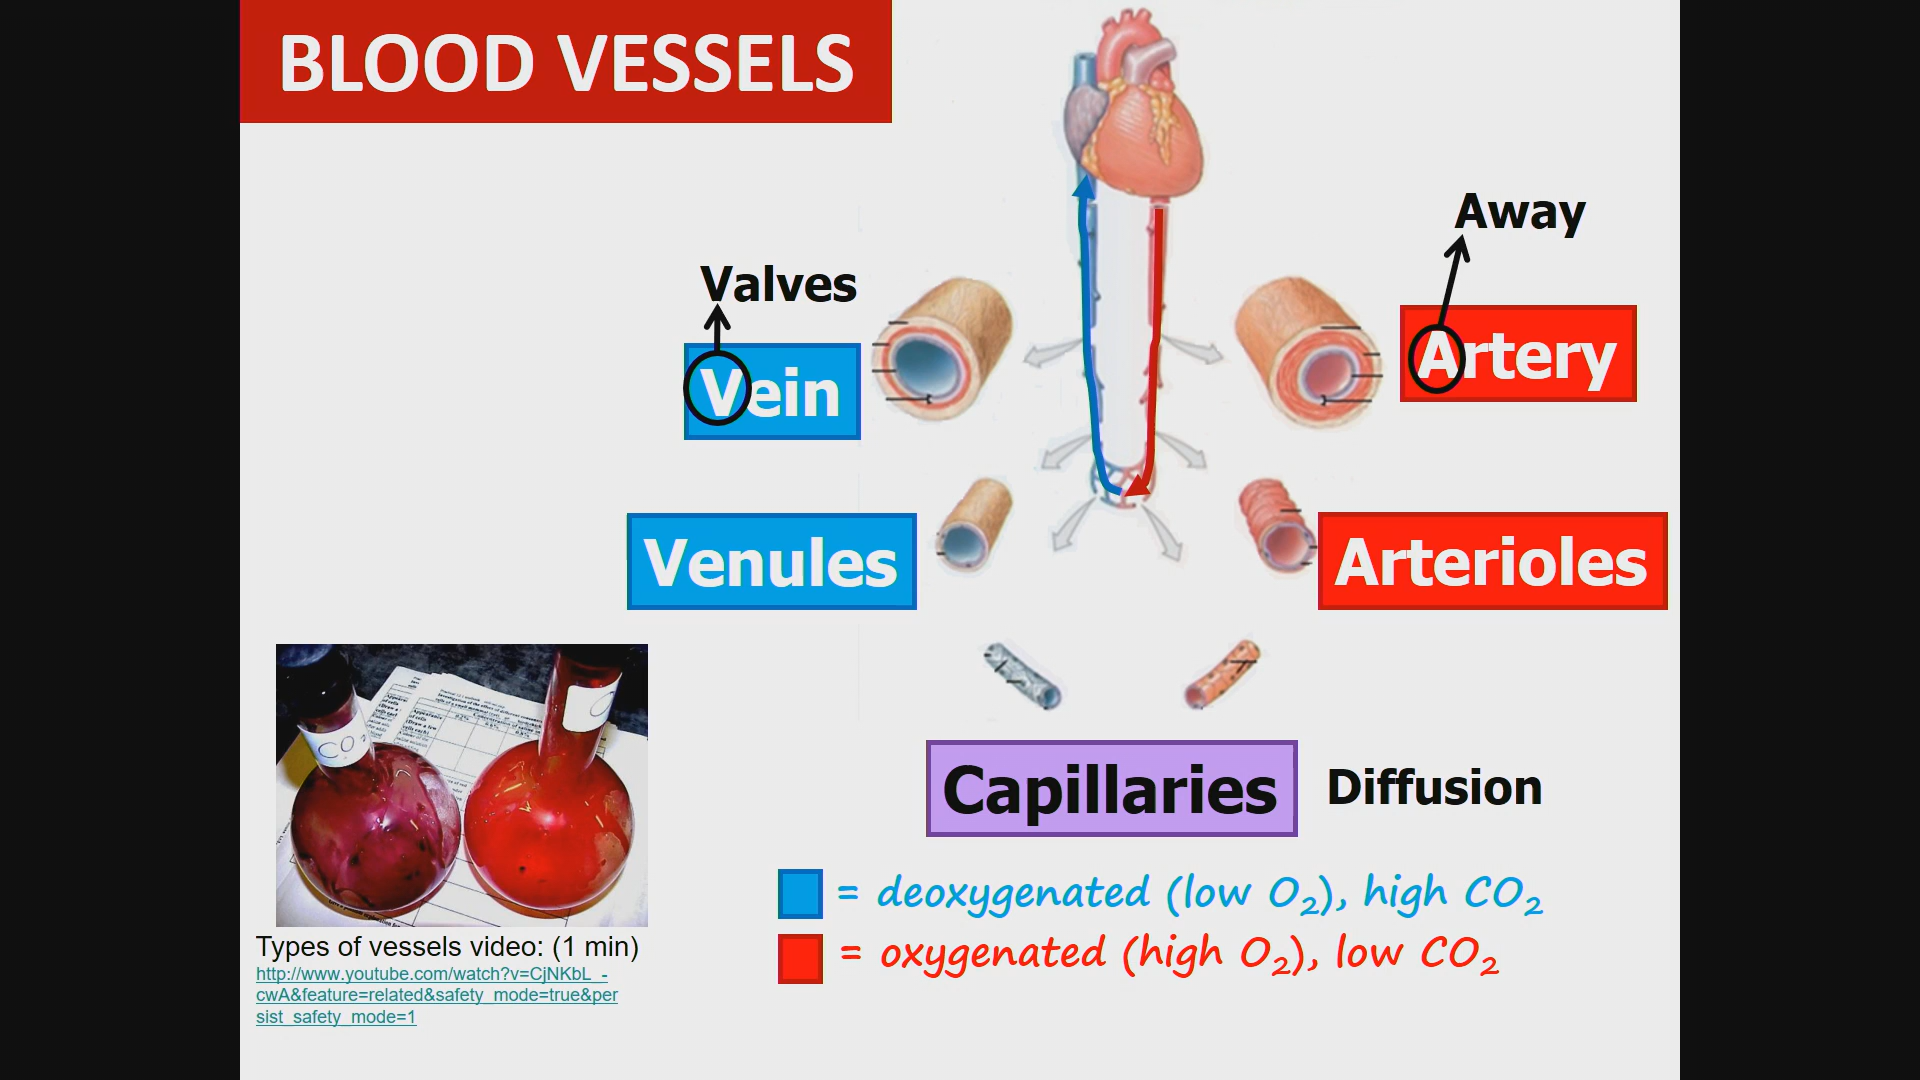 BLOOD VESSELS
Away
Valves
Artery
Vein
Venules
Arterioles
CO2
Capillaries
Diffusion
= deoxygenated (low O2), high CO2
= oxygenated (high O2), low CO2
Types of vessels video: (1 min)
http://www.youtube.com/watch?v=CjNKbL_-
cwA&feature=related&safety_mode=true&per
sist_safety_mode=1